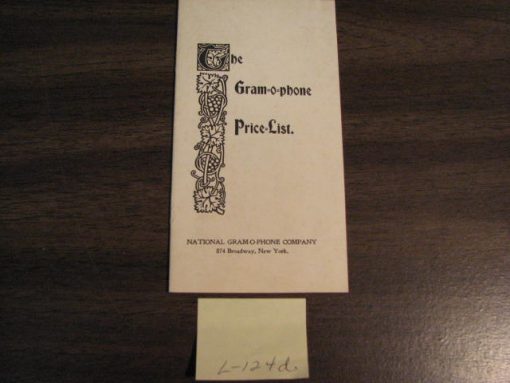 The
Gram-o-phone
Price-List.
NATIONAL GRAM-O-PHONE COMPANY
874 Broadway, New York.
L-124d